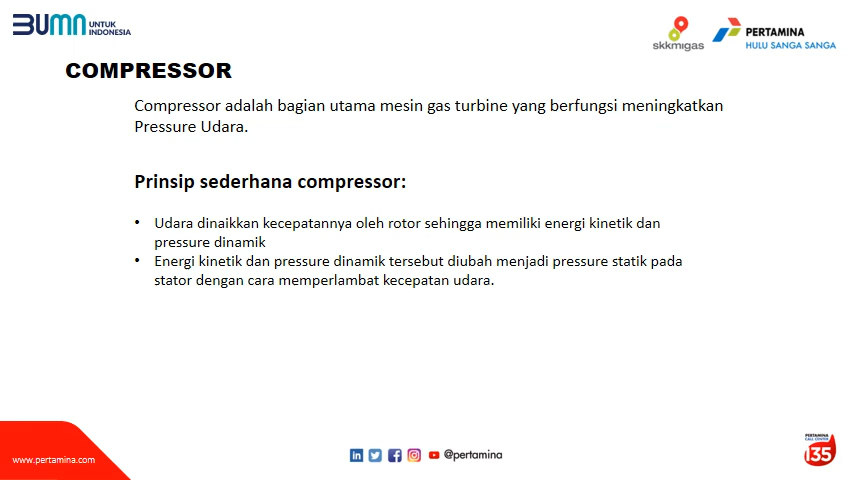 BUMN UNTUK
INDONESIA
skkmigas
PERTAMINA
HULU SANGA SANGA
COMPRESSOR
Compressor adalah bagian utama mesin gas turbine yang berfungsi meningkatkan
Pressure Udara.
Prinsip sederhana compressor:
• Udara dinaikkan kecepatannya oleh rotor sehingga memiliki energi kinetik dan
pressure dinamik
• Energi kinetik dan pressure dinamik tersebut diubah menjadi pressure statik pada
stator dengan cara memperlambat kecepatan udara.
www.pertamina.com
@pertamina
PERTAMINA
CALL CENTER
135